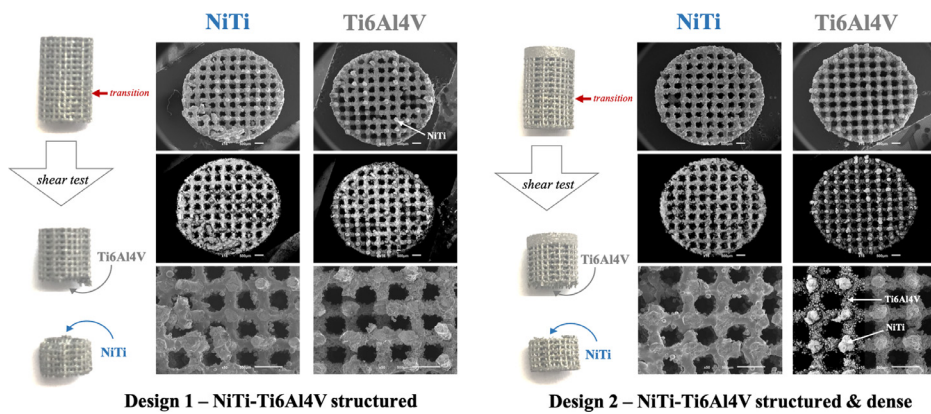 NiTi
Ti6Al4V
transition
NiTi
shear test
Ti6Al4V
NiTi
Design 1 – NiTi-Ti6Al4V structured
NiTi
Ti6Al4V
transition
shear test
Ti6Al4V
Ti6Al4V
NiTi
NiTi
Design 2 – NiTi-Ti6Al4V structured & dense